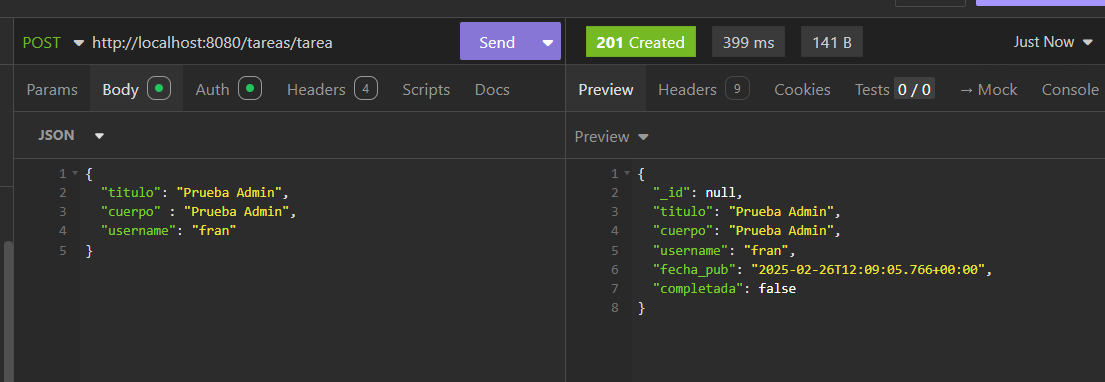 POST http://localhost:8080/tareas/tarea Send
Params Body Auth Headers 4 Scripts Docs
JSON
1 {
2 "titulo": "Prueba Admin",
3 "cuerpo" : "Prueba Admin",
4 "username": "fran"
5 }
201 Created 399 ms 141 B Just Now
Preview Headers 9 Cookies Tests 0 / 0 → Mock Console
Preview
1 {
2 "_id": null,
3 "titulo": "Prueba Admin",
4 "cuerpo": "Prueba Admin",
5 "username": "fran",
6 "fecha_pub": "2025-02-26T12:09:05.766+00:00",
7 "completada": false
8 }